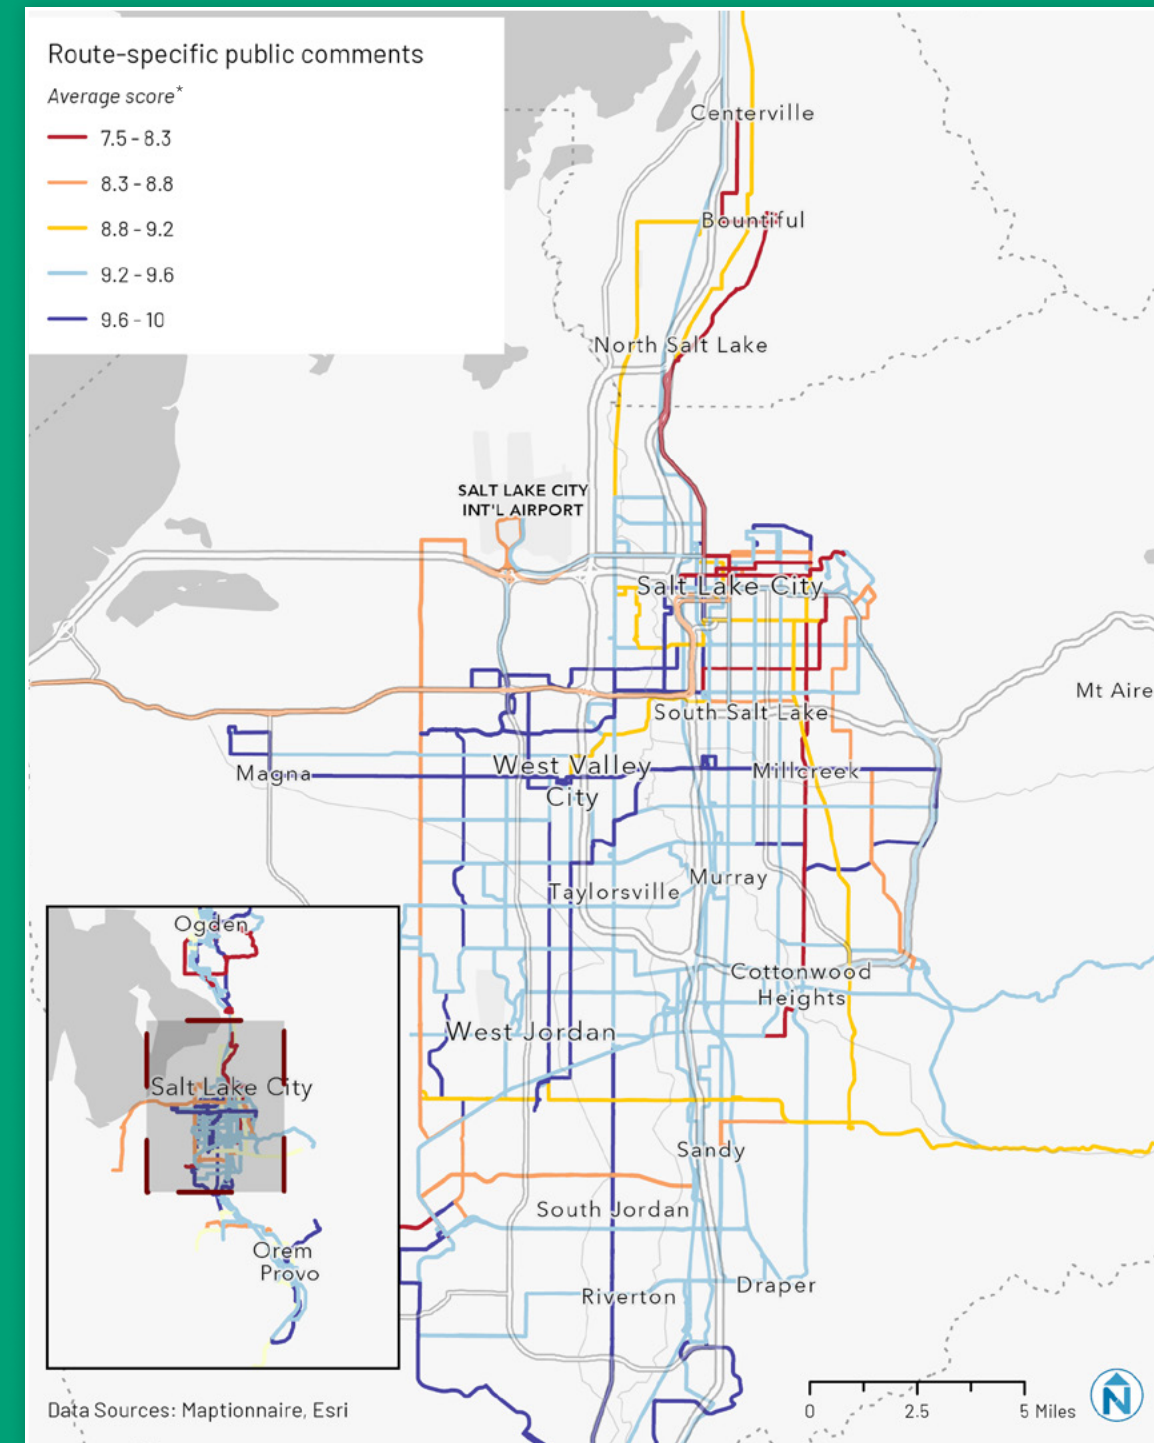 Route-specific public comments
Average score*
7.5 - 8.3
8.3 - 8.8
8.8 - 9.2
9.2 - 9.6
9.6 - 10
Centerville
Bountiful
North Salt Lake
SALT LAKE CITY
INT'L AIRPORT
Salt Lake City
Mt Aire
South Salt Lake
West Valley
City
Magna
Millcreek
Murray
Taylorsville
Cottonwood
Heights
West Jordan
Sandy
South Jordan
Draper
Riverton
Ogden
Salt Lake City
Orem
Provo
Data Sources: Maptionnaire, Esri
0 2.5 5 Miles
N